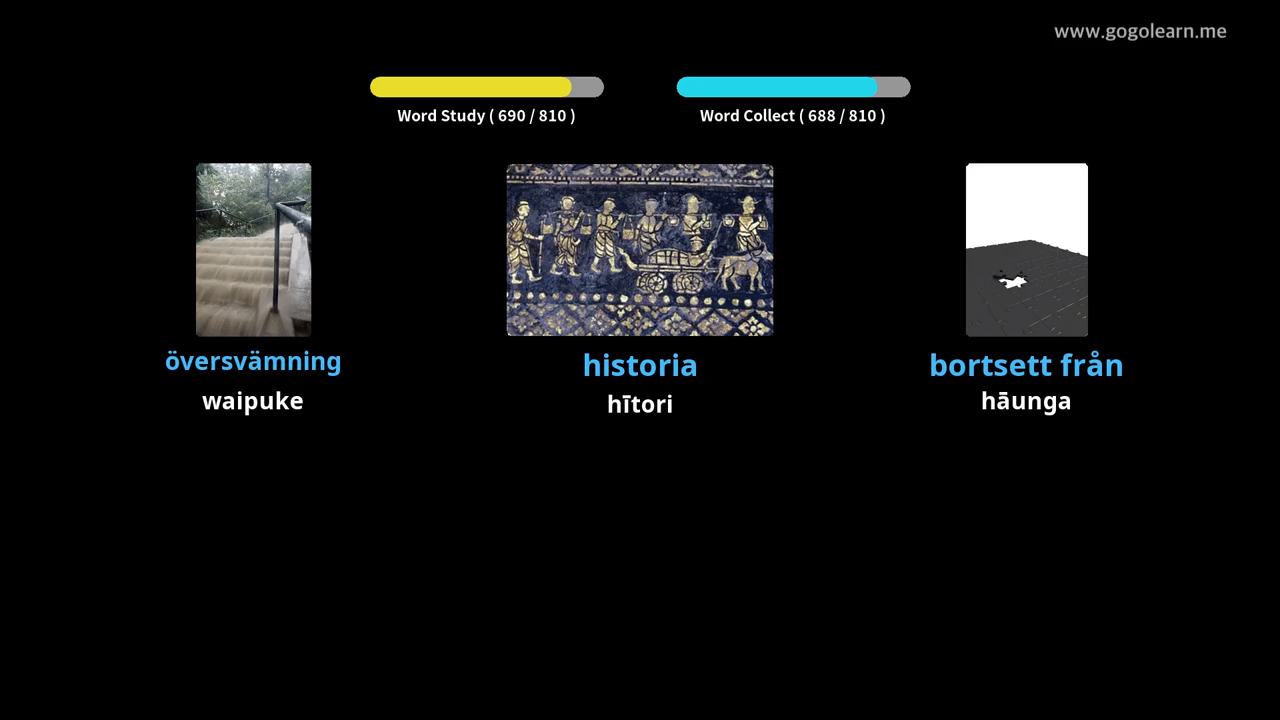 www.gogolearn.me
Word Study ( 690 / 810 )
Word Collect ( 688 / 810 )
översvämning
historia
bortsett från
waipuke
hītori
hāunga